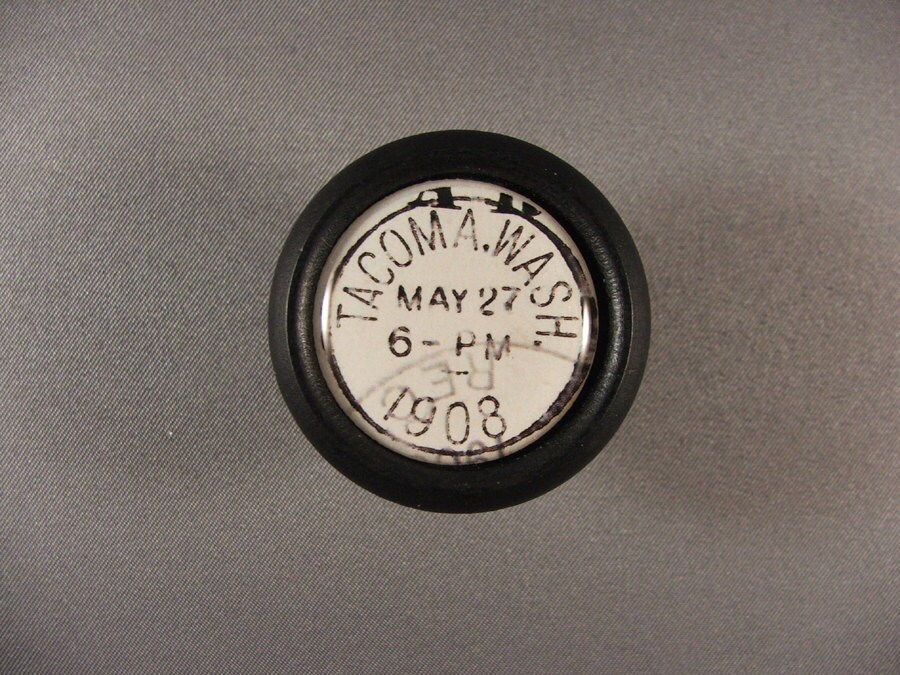 TACOMA. WASH.
MAY 27
6-PM
1908